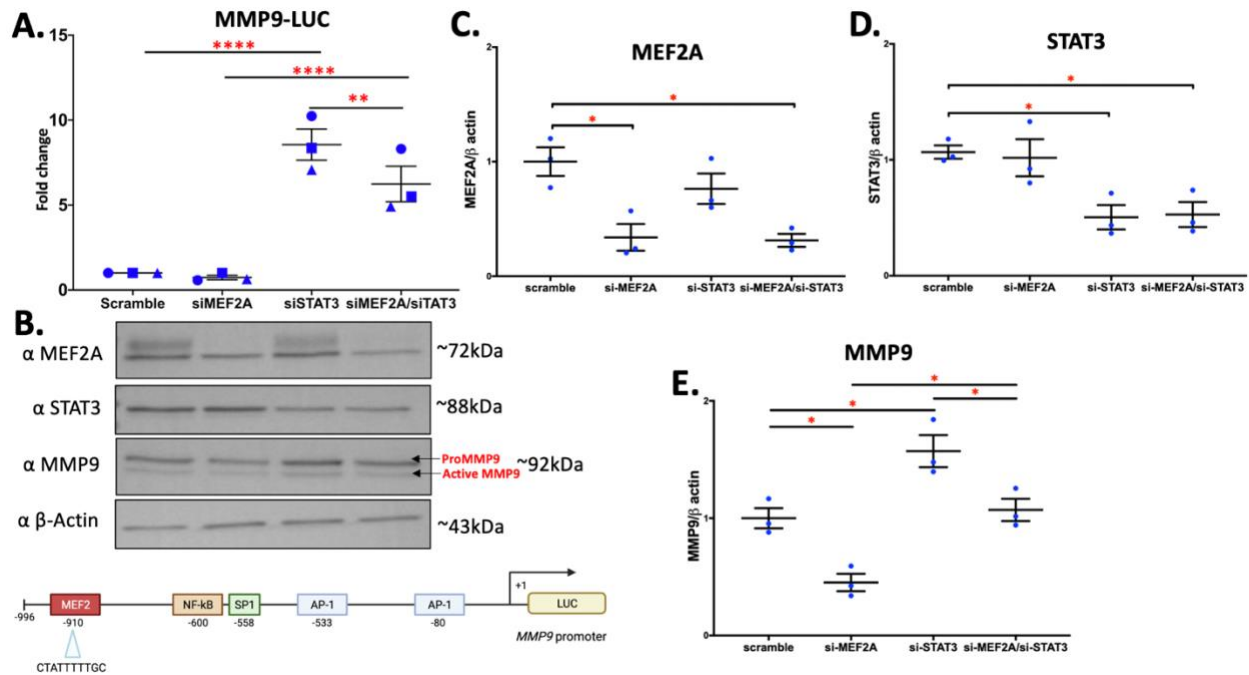 A.
MMP9-LUC
****
****
**
15
10
5
0
Fold change
Scramble siMEF2A siSTAT3 siMEF2A/siTAT3
B.
α MEF2A ~72kDa
α STAT3 ~88kDa
α MMP9 ProMMP9 ~92kDa
Active MMP9
α β-Actin ~43kDa
+1
-996 MEF2 NF-kB SP1 AP-1 AP-1 LUC
-910 -600 -558 -533 -80 MMP9 promoter
CTATTTTTGC
C.
MEF2A
*
*
2
1
0
MEF2A/β actin
scramble si-MEF2A si-STAT3 si-MEF2A/si-STAT3
D.
STAT3
*
*
2
1
0
STAT3/β actin
scramble si-MEF2A si-STAT3 si-MEF2A/si-STAT3
E.
MMP9
*
*
*
*
2
1
0
MMP9/β actin
scramble si-MEF2A si-STAT3 si-MEF2A/si-STAT3